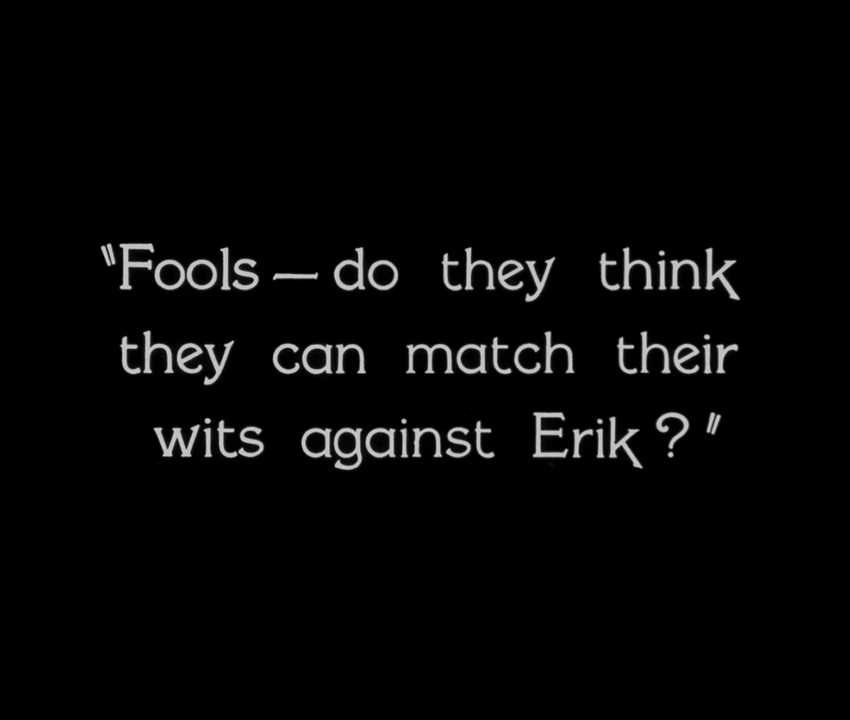 "Fools — do they think
they can match their
wits against Erik?"